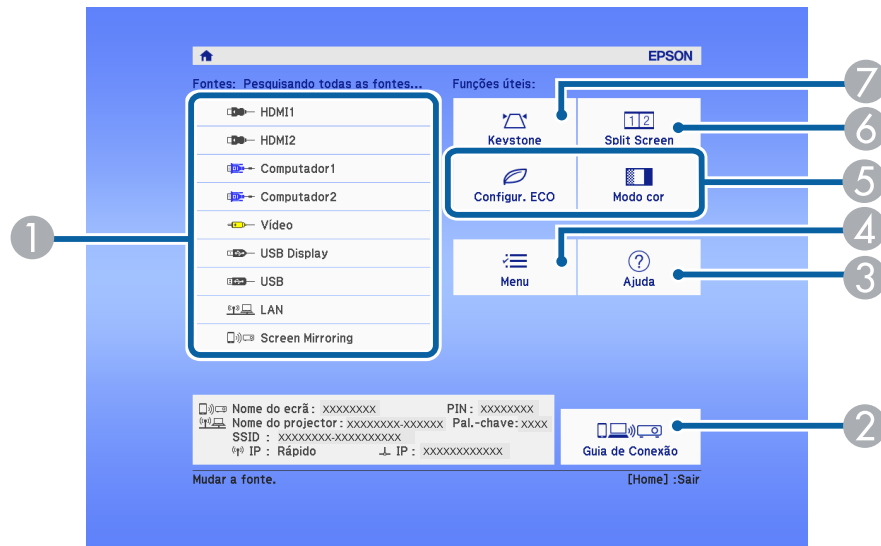 EPSON
Fontes: Pesquisando todas as fontes...
HDMI1
HDMI2
Computador1
Computador2
Vídeo
USB Display
USB
LAN
Screen Mirroring
Funções úteis:
Keystone
1 2
Split Screen
Configur. ECO
Modo cor
Menu
?
Ajuda
Nome do ecrã: XXXXXXXX PIN: XXXXXXXX
Nome do projector: XXXXXXXX-XXXXXX Pal.-chave: XXXX
SSID : XXXXXXXX-XXXXXXXXXX
IP : Rápido IP : XXXXXXXXXXXX
Guia de Conexão
Mudar a fonte. [Home] :Sair
1
7
6
5
4
3
2